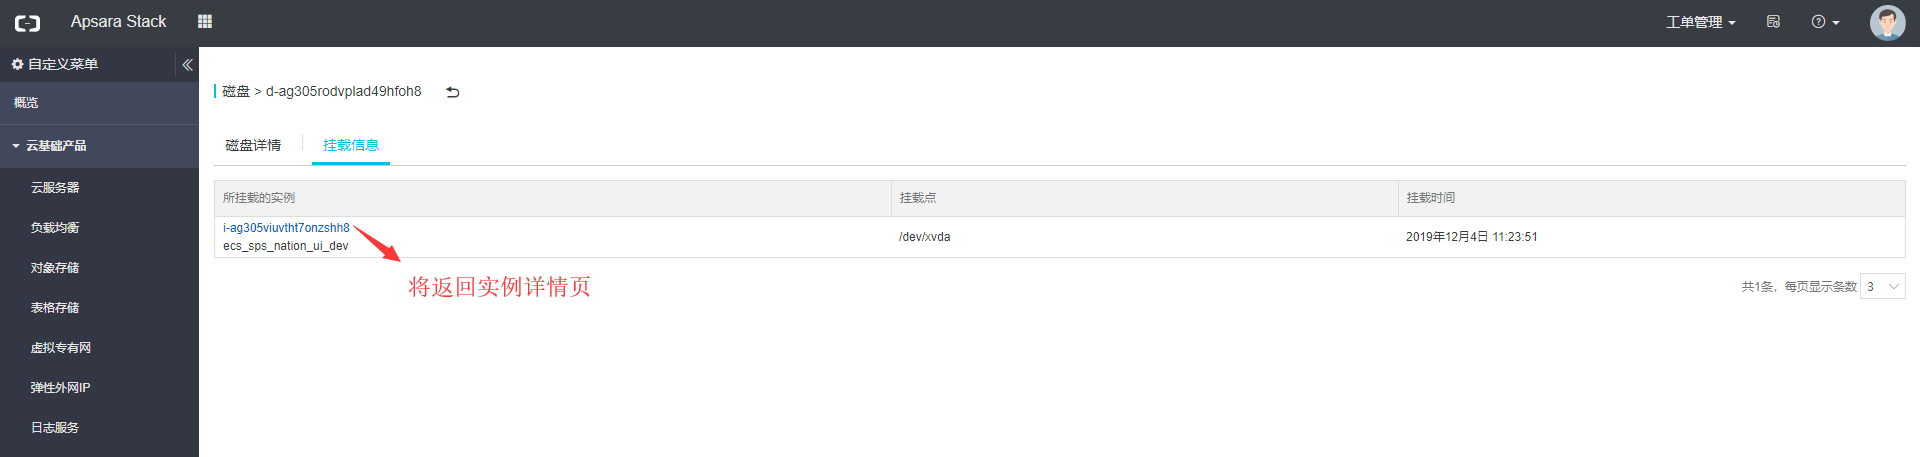 Apsara Stack
工单管理
自定义菜单
概览
云基础产品
云服务器
负载均衡
对象存储
表格存储
虚拟专有网
弹性外网IP
日志服务
磁盘 > d-ag305rodvplad49hfoh8
磁盘详情 挂载信息
所挂载的实例 挂载点 挂载时间
i-ag305viuvtht7onzshh8
ecs_sps_nation_ui_dev
/dev/xvda
2019年12月4日 11:23:51
将返回实例详情页
共1条，每页显示条数 3